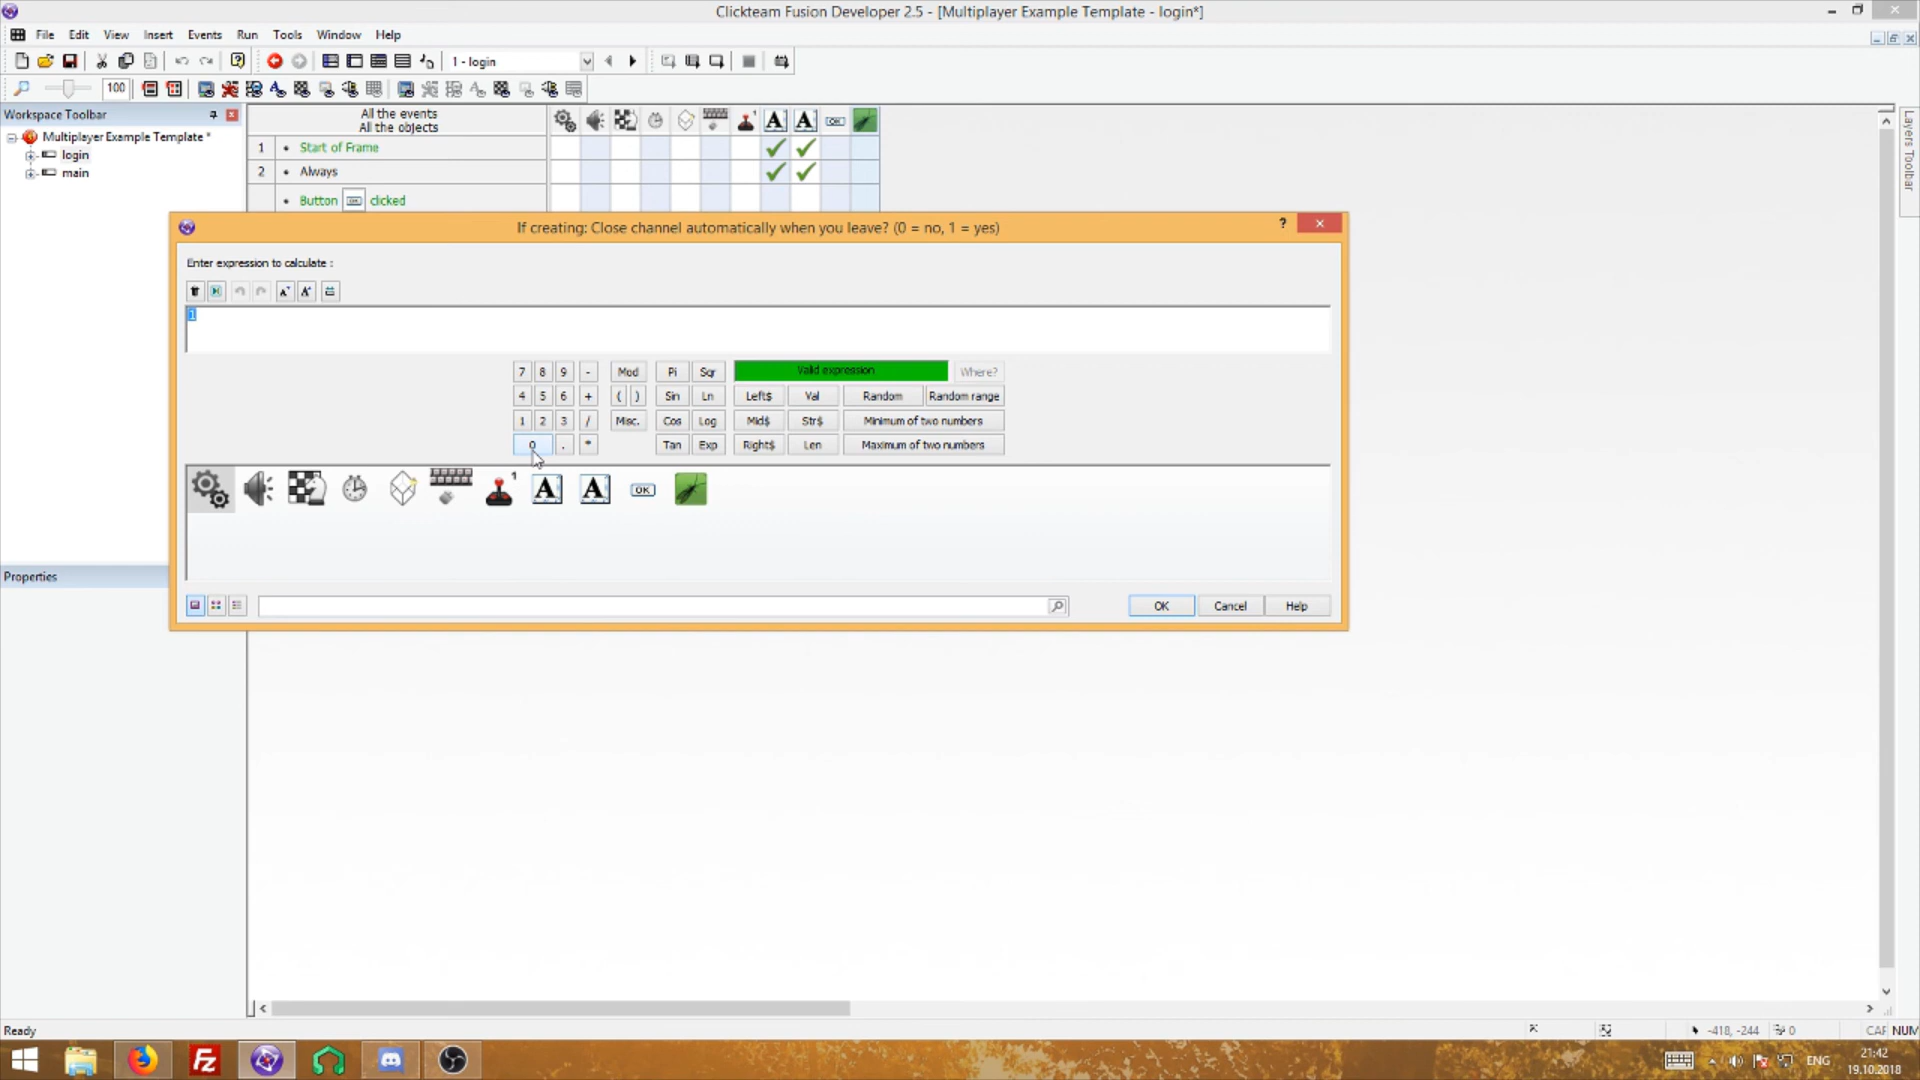 Clickteam Fusion Developer 2.5 - [Multiplayer Example Template - login*]
File Edit View Insert Events Run Tools Window Help
1 - login
100
Workspace Toolbar
Multiplayer Example Template *
login
main
All the events
All the objects
1 Start of Frame
2 Always
Button OK clicked
Layers Toolbar
If creating: Close channel automatically when you leave? (0 = no, 1 = yes)
?
Enter expression to calculate :
1
7 8 9 - Mod Pi Sqr Valid expression Where?
4 5 6 + ( ) Sin Ln Left$ Val Random Random range
1 2 3 / Misc. Cos Log Mid$ Str$ Minimum of two numbers
0 . * Tan Exp Right$ Len Maximum of two numbers
1 A A OK
Properties
OK Cancel Help
Ready
-418, -244 0 CAF NUM
Fz
ENG
21:42
19.10.2018